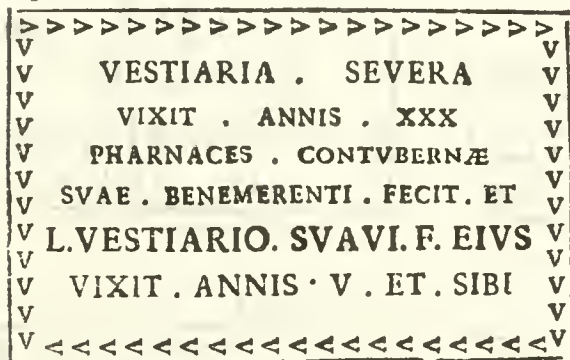 VESTIARIA . SEVERA
VIXIT . ANNIS . XXX
PHARNACES . CONTVBERNÆ
SVAE . BENEMERENTI . FECIT . ET
L.VESTIARIO. SVAVI. F. EIVS
VIXIT . ANNIS · V . ET . SIBI